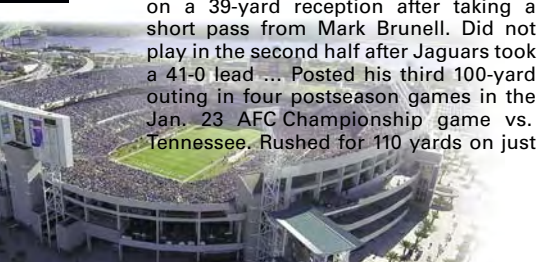 on a 39-yard reception after taking a
short pass from Mark Brunell. Did not
play in the second half after Jaguars took
a 41-0 lead ... Posted his third 100-yard
outing in four postseason games in the
Jan. 23 AFC Championship game vs.
Tennessee. Rushed for 110 yards on just